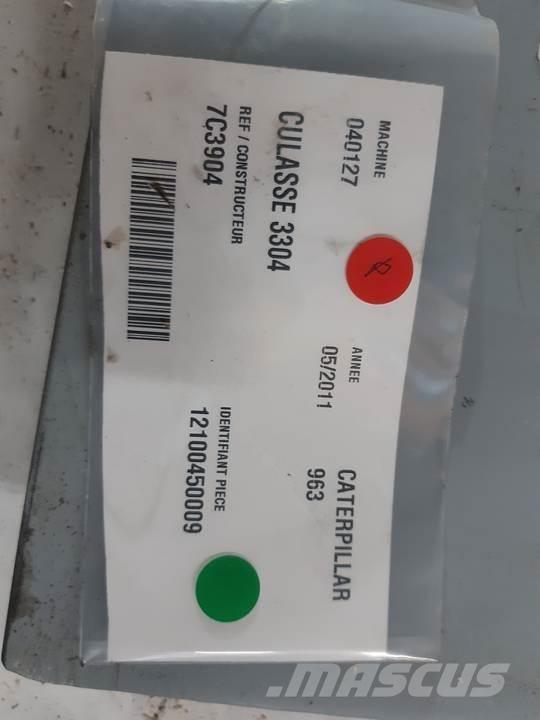 MACHINE
040127
ANNEE
05/2011
CATERPILLAR
963
CULASSE 3304
REF / CONSTRUCTEUR
7C3904
IDENTIFIANT PIECE
12100450009
MASCUS